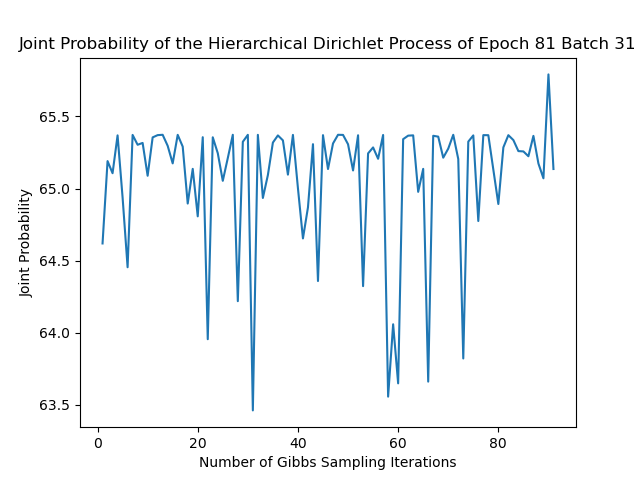 Joint Probability of the Hierarchical Dirichlet Process of Epoch 81 Batch 31
65.5
65.0
64.5
64.0
63.5
Joint Probability
0 20 40 60 80
Number of Gibbs Sampling Iterations